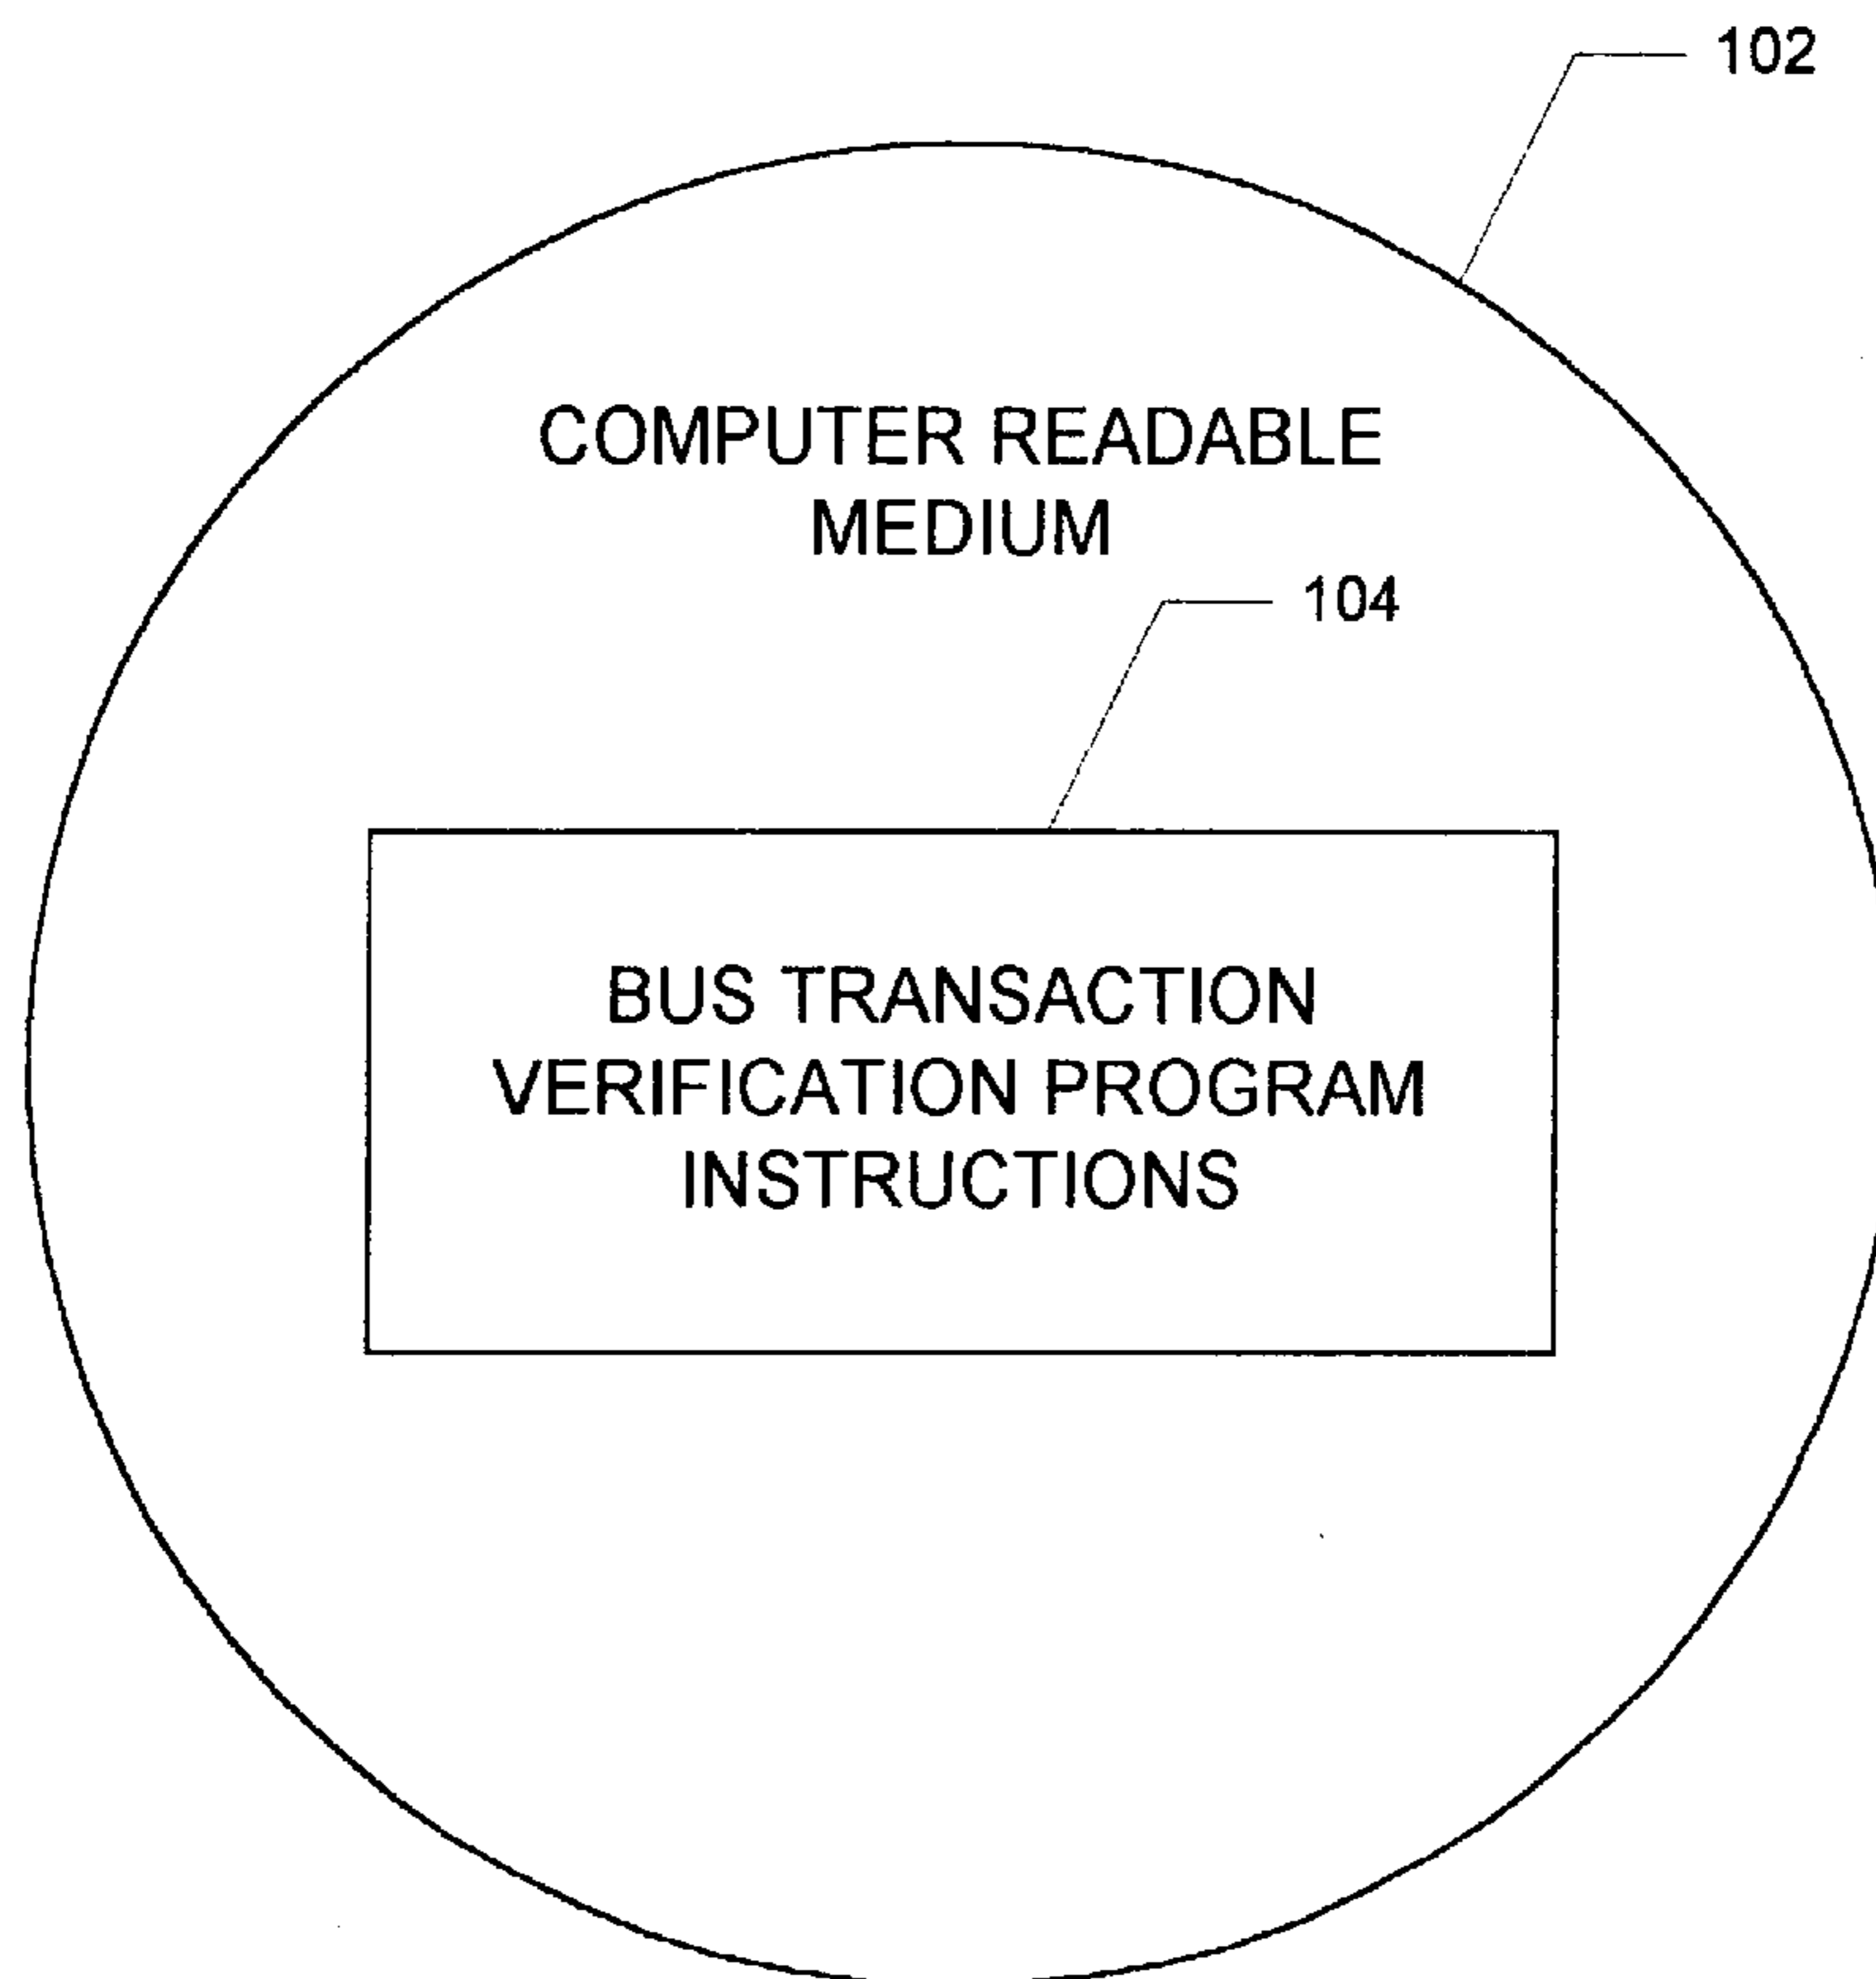 102
COMPUTER READABLE
MEDIUM
104
BUS TRANSACTION
VERIFICATION PROGRAM
INSTRUCTIONS